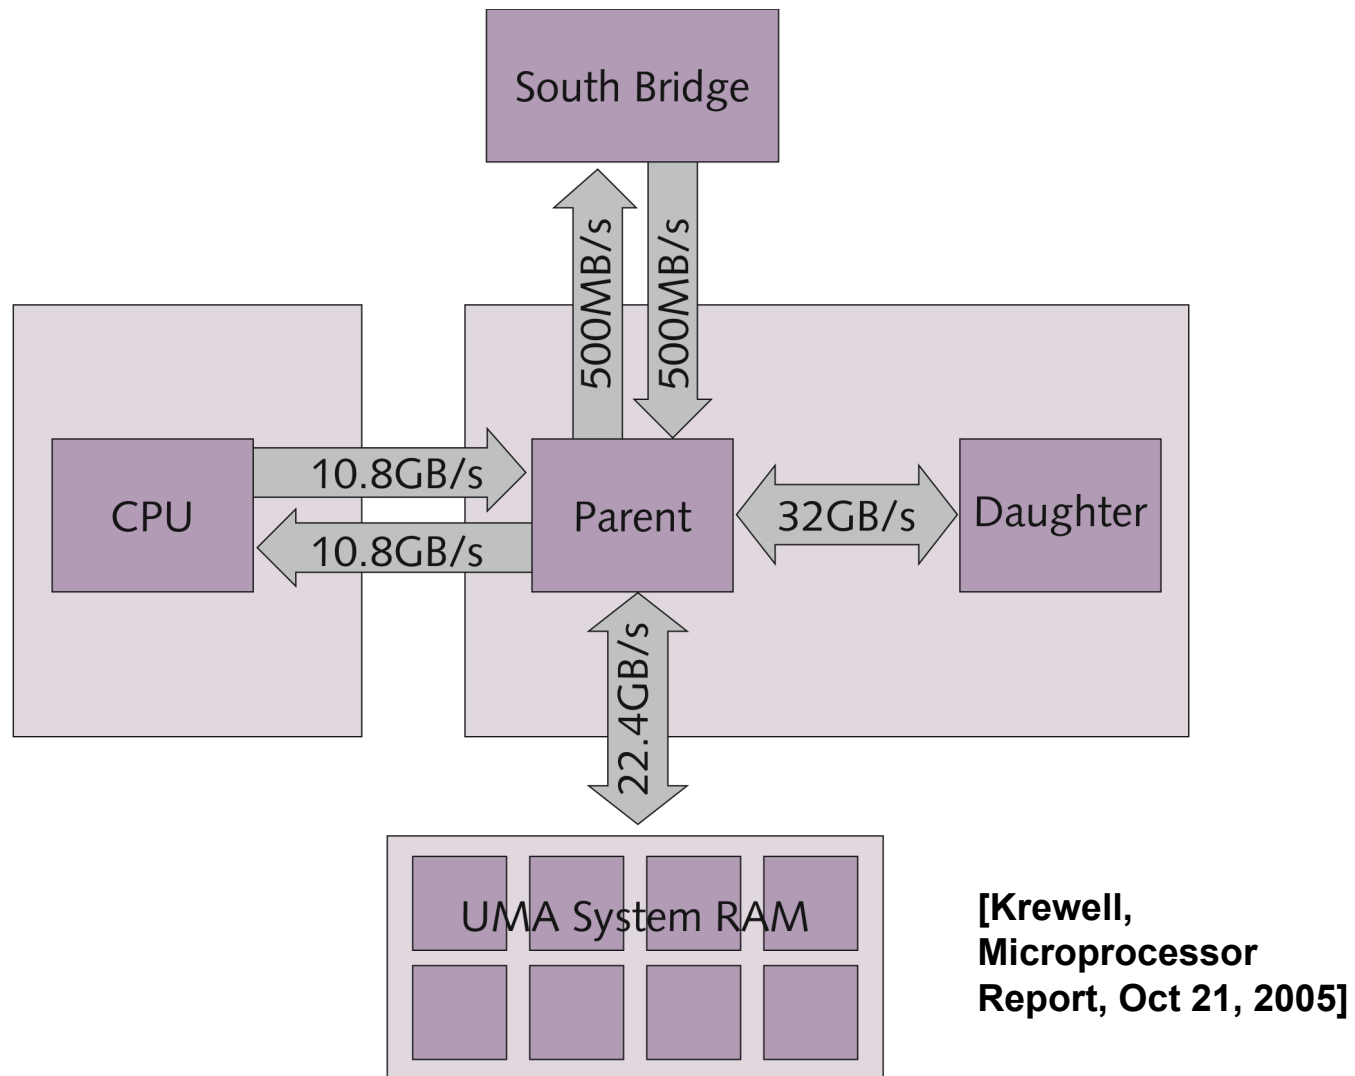 South Bridge
500MB/s
500MB/s
CPU
10.8GB/s
10.8GB/s
Parent
32GB/s
Daughter
22.4GB/s
UMA System RAM
[Krewell,
Microprocessor
Report, Oct 21, 2005]